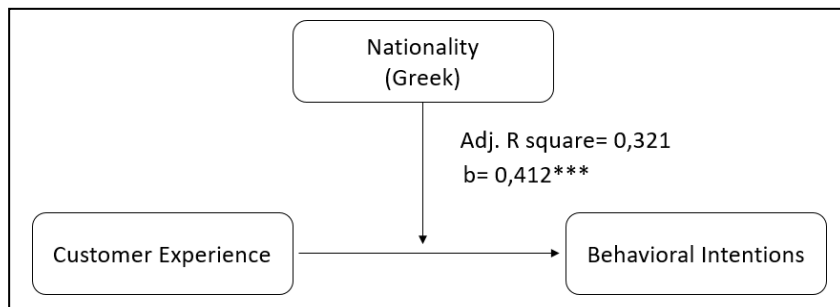 Nationality
(Greek)
Adj. R square= 0,321
b= 0,412***
Customer Experience
Behavioral Intentions